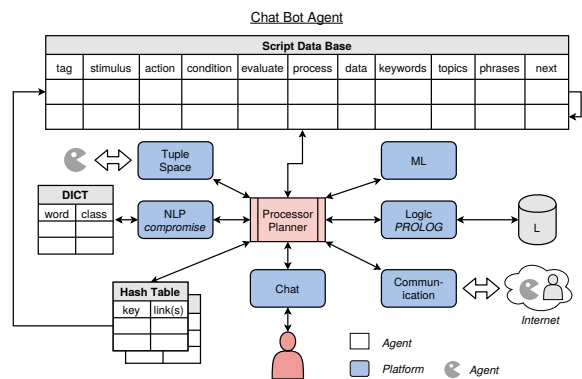 Chat Bot Agent
Script Data Base
tag stimulus action condition evaluate process data keywords topics phrases next
Tuple
Space
ML
DICT
word class
NLP
compromise
Processor
Planner
Logic
PROLOG
L
Hash Table
key link(s)
Chat
Commun-
ication
Internet
Agent
Platform
Agent